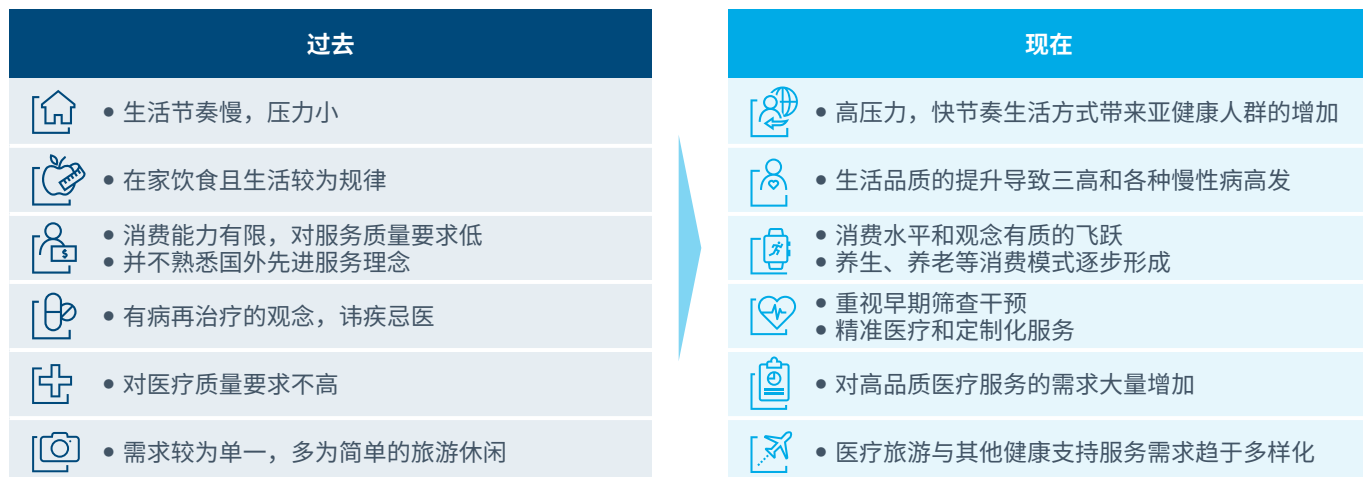 过去
• 生活节奏慢，压力小
• 在家饮食且生活较为规律
• 消费能力有限，对服务质量要求低
• 并不熟悉国外先进服务理念
• 有病再治疗的观念，讳疾忌医
• 对医疗质量要求不高
• 需求较为单一，多为简单的旅游休闲
现在
• 高压力，快节奏生活方式带来亚健康人群的增加
• 生活品质的提升导致三高和各种慢性病高发
• 消费水平和观念有质的飞跃
• 养生、养老等消费模式逐步形成
• 重视早期筛查干预
• 精准医疗和定制化服务
• 对高品质医疗服务的需求大量增加
• 医疗旅游与其他健康支持服务需求趋于多样化